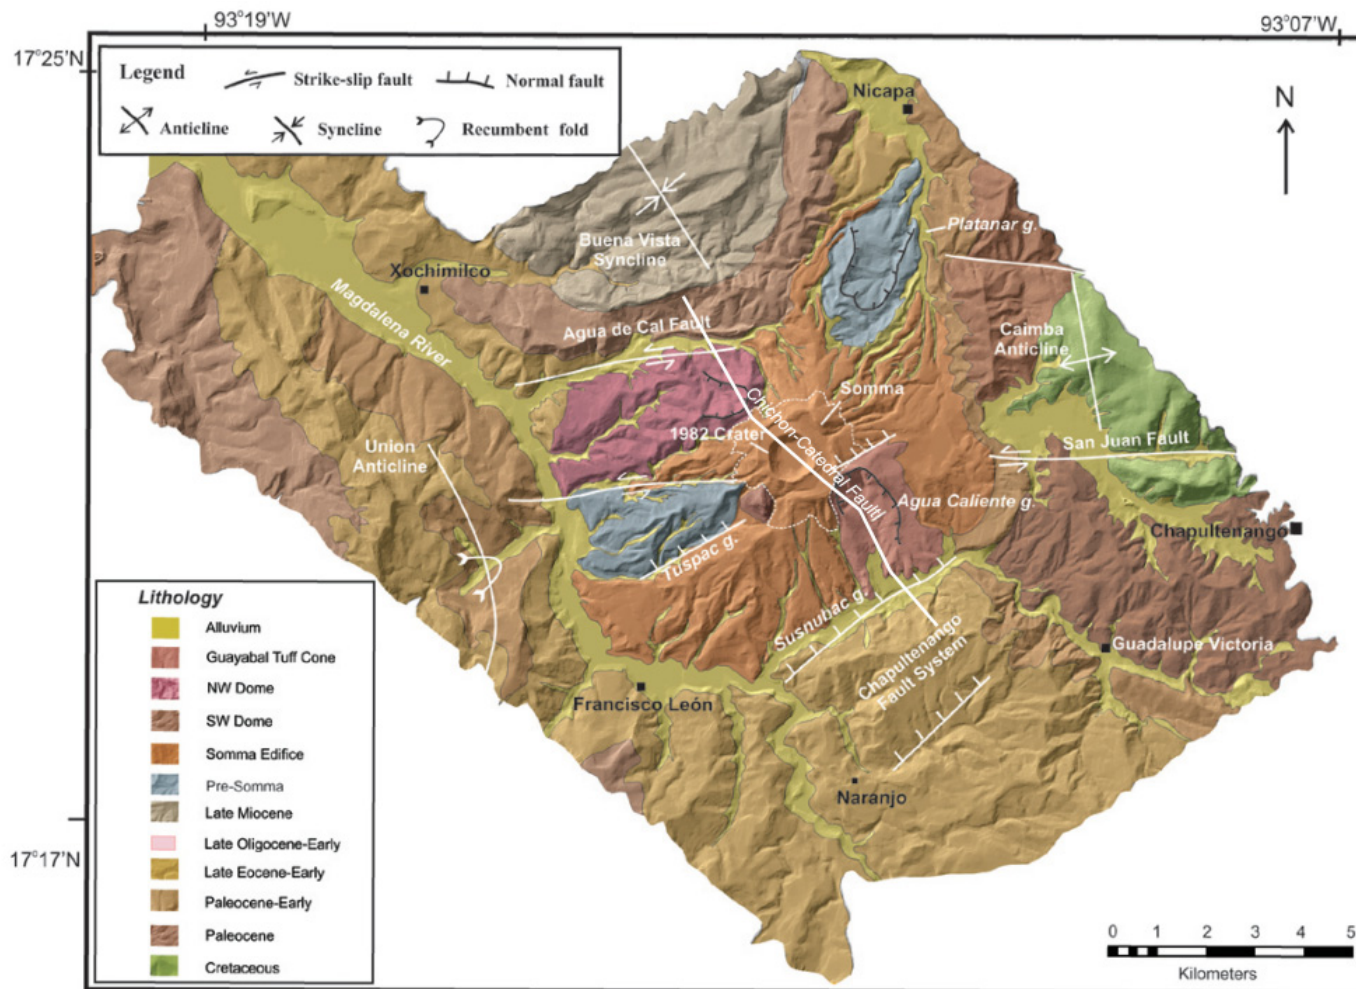 93°19'W
93°07'W
17°25'N
Legend
Strike-slip fault
Normal fault
Anticline
Syncline
Recumbent fold
Nicapa
N
Platanar g.
Buena Vista
Syncline
Xochimilco
Magdalena River
Agua de Cal Fault
Caimba
Anticline
Somma
Chichon-Catedral Faultl
1982 Crater
San Juan Fault
Union
Anticline
Agua Caliente g.
Chapultenango
Tuspac g.
Susnubac g.
Guadalupe Victoria
Chapultenango
Fault System
Francisco León
Naranjo
17°17'N
Lithology
Alluvium
Guayabal Tuff Cone
NW Dome
SW Dome
Somma Edifice
Pre-Somma
Late Miocene
Late Oligocene-Early
Late Eocene-Early
Paleocene-Early
Paleocene
Cretaceous
0 1 2 3 4 5
Kilometers